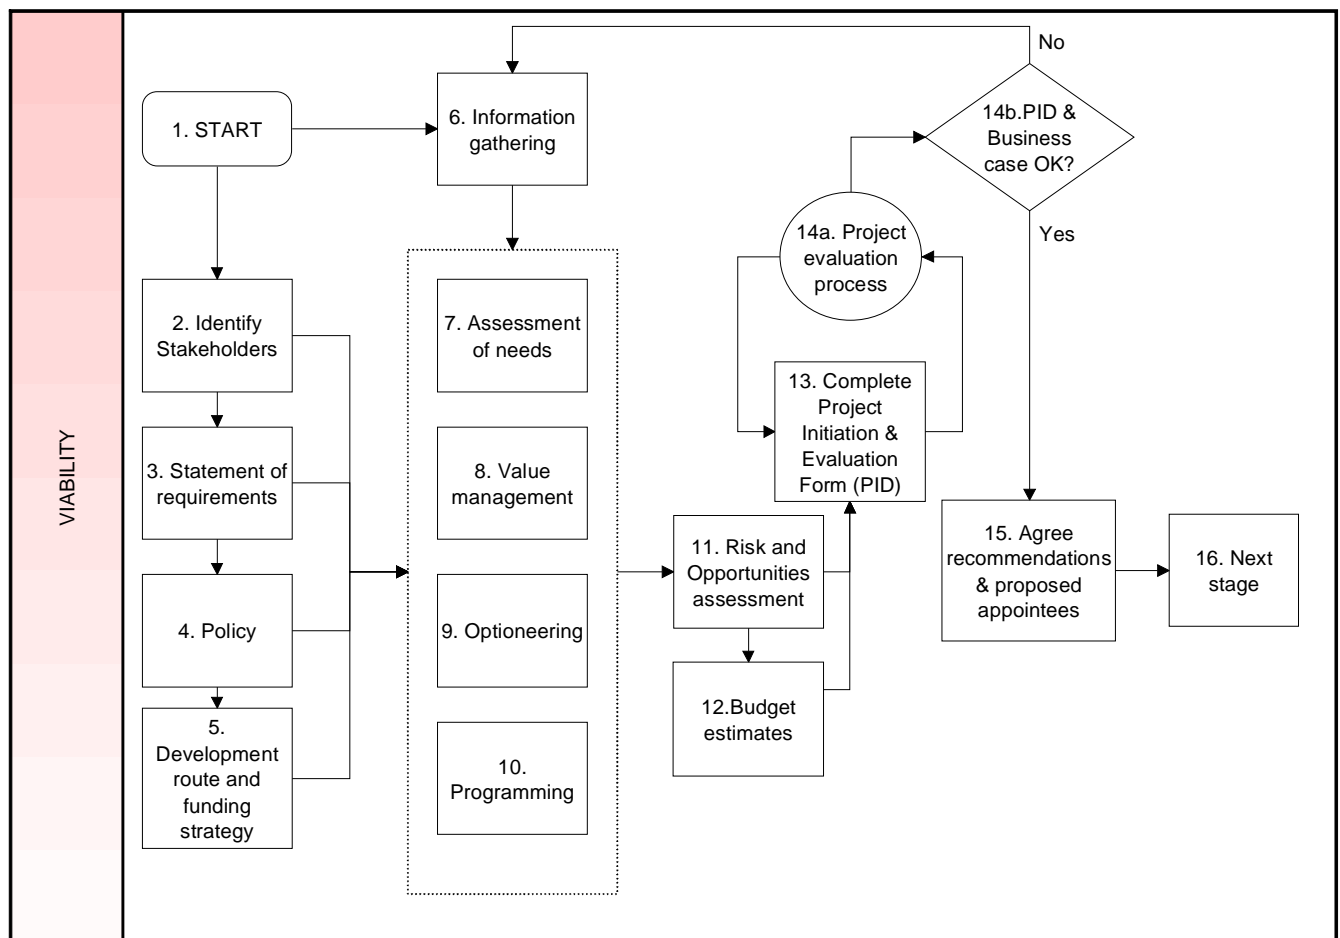 VIABILITY
1. START
2. Identify
Stakeholders
3. Statement of
requirements
4. Policy
5.
Development
route and
funding
strategy
6. Information
gathering
7. Assessment
of needs
8. Value
management
9. Optioneering
10.
Programming
11. Risk and
Opportunities
assessment
12.Budget
estimates
13. Complete
Project
Initiation &
Evaluation
Form (PID)
14a. Project
evaluation
process
No
14b.PID &
Business
case OK?
Yes
15. Agree
recommendations
& proposed
appointees
16. Next
stage